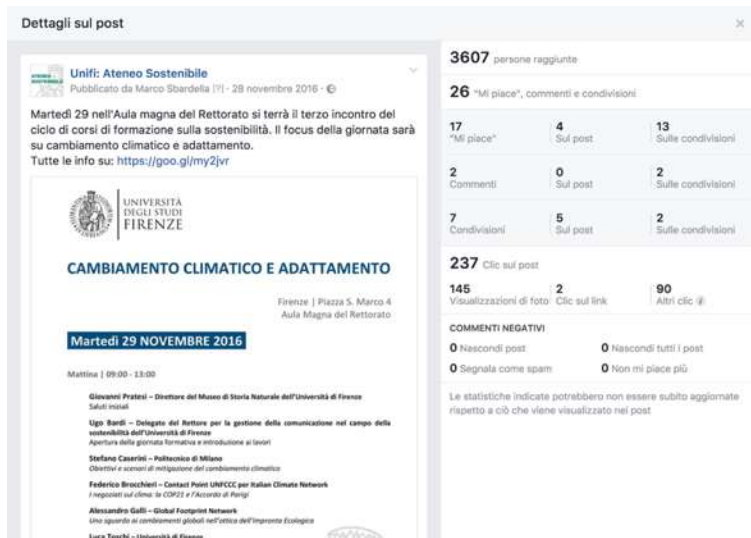 Dettagli sul post
Unifi: Ateneo Sostenibile
Pubblicato da Marco Sbardella [?] · 28 novembre 2016 ·
Martedì 29 nell'Aula magna del Rettorato si terrà il terzo incontro del
ciclo di corsi di formazione sulla sostenibilità. Il focus della giornata sarà
su cambiamento climatico e adattamento.
Tutte le info su: https://goo.gl/my2jvr
UNIVERSITÀ
DEGLI STUDI
FIRENZE
CAMBIAMENTO CLIMATICO E ADATTAMENTO
Firenze | Piazza S. Marco 4
Aula Magna del Rettorato
Martedì 29 NOVEMBRE 2016
Mattina | 09:00 - 13:00
Giovanni Pratesi – Direttore del Museo di Storia Naturale dell'Università di Firenze
Saluti iniziali
Ugo Bardi – Delegato del Rettore per la gestione della comunicazione nel campo della
sostenibilità dell'Università di Firenze
Apertura della giornata formativa e introduzione ai lavori
Stefano Caserini – Politecnico di Milano
Obiettivi e scenari di mitigazione del cambiamento climatico
Federico Brocchieri – Contact Point UNFCCC per Italian Climate Network
I negoziati sul clima: la COP21 e l'Accordo di Parigi
Alessandro Galli – Global Footprint Network
Uno sguardo ai cambiamenti globali nell'ottica dell'Impronta Ecologica
Luca Toschi – Università di Firenze
3607 persone raggiunte
26 "Mi piace", commenti e condivisioni
17 4 13
"Mi piace" Sul post Sulle condivisioni
2 0 2
Commenti Sul post Sulle condivisioni
7 5 2
Condivisioni Sul post Sulle condivisioni
237 Clic sul post
145 2 90
Visualizzazioni di foto Clic sul link Altri clic
COMMENTI NEGATIVI
0 Nascondi post 0 Nascondi tutti i post
0 Segnala come spam 0 Non mi piace più
Le statistiche indicate potrebbero non essere subito aggiornate
rispetto a ciò che viene visualizzato nei post